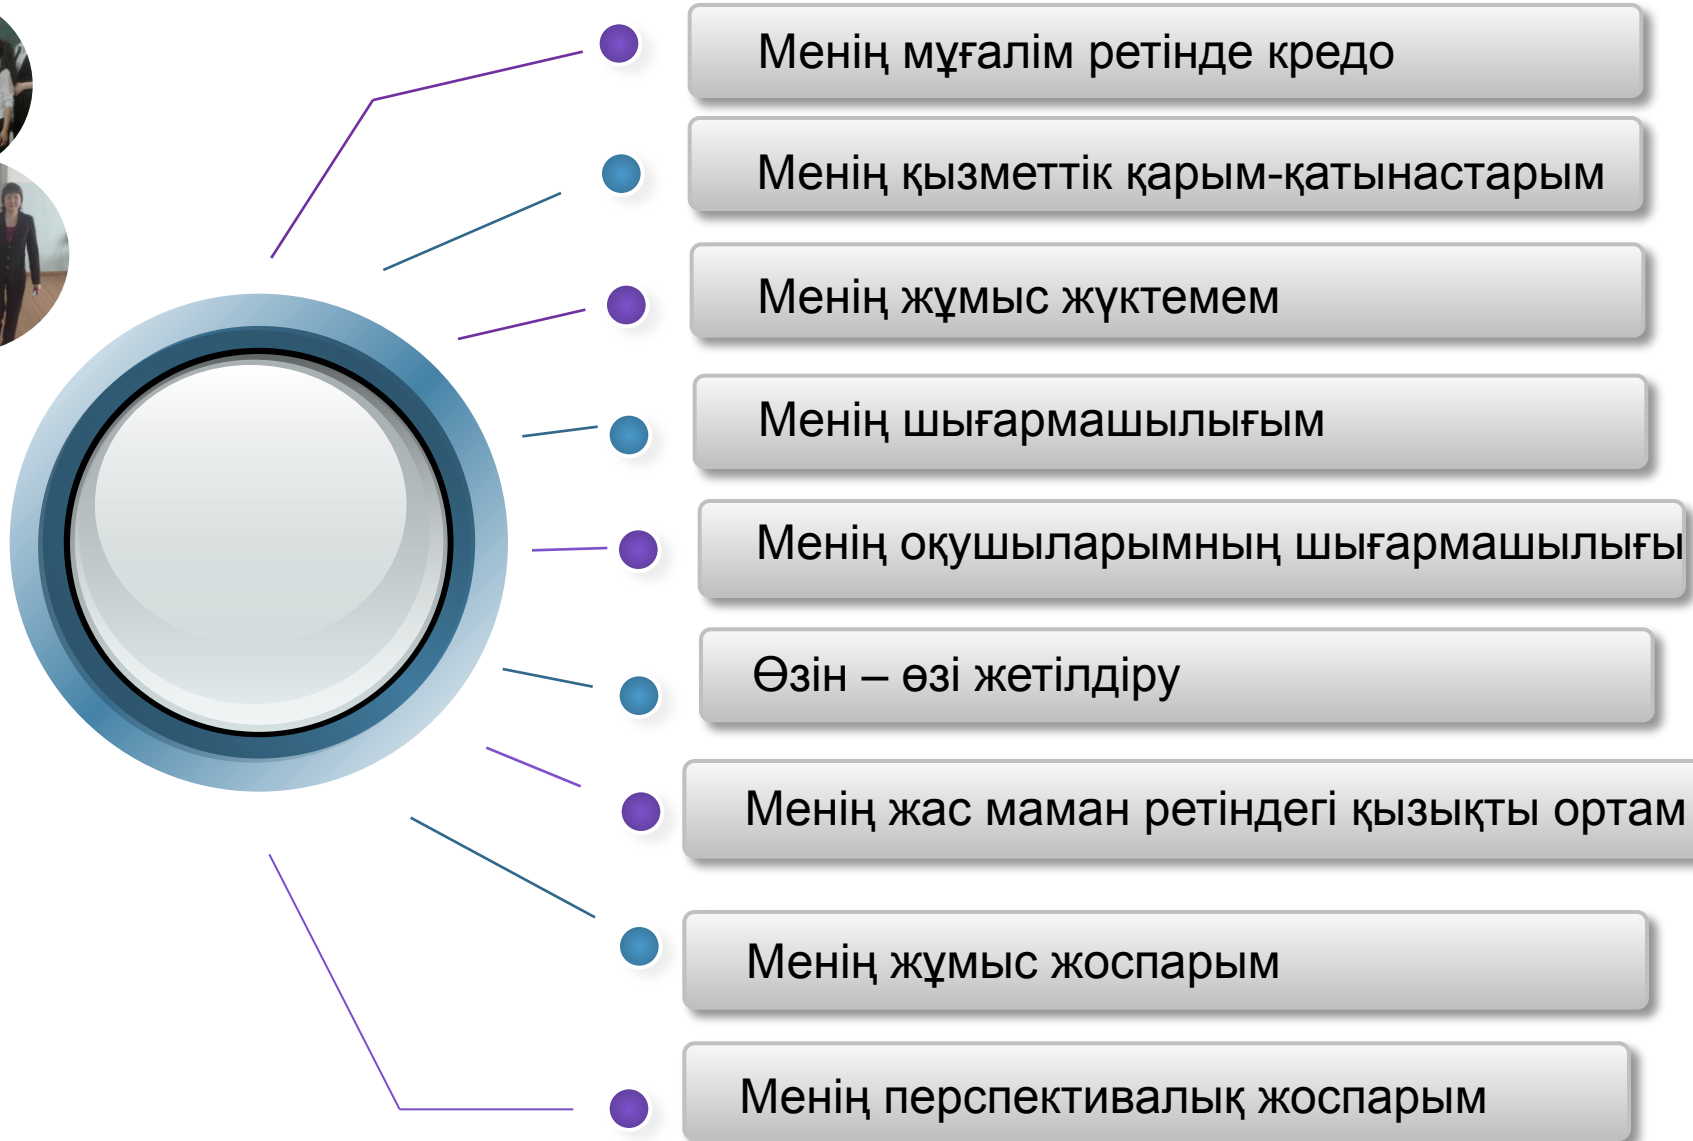 Менің мұғалім ретінде кредо
Менің қызметтік қарым-қатынастарым
Менің жұмыс жүктемем
Менің шығармашылығым
Менің оқушыларымның шығармашылығы
Өзін – өзі жетілдіру
Менің жас маман ретіндегі қызықты ортам
Менің жұмыс жоспарым
Менің перспективалық жоспарым